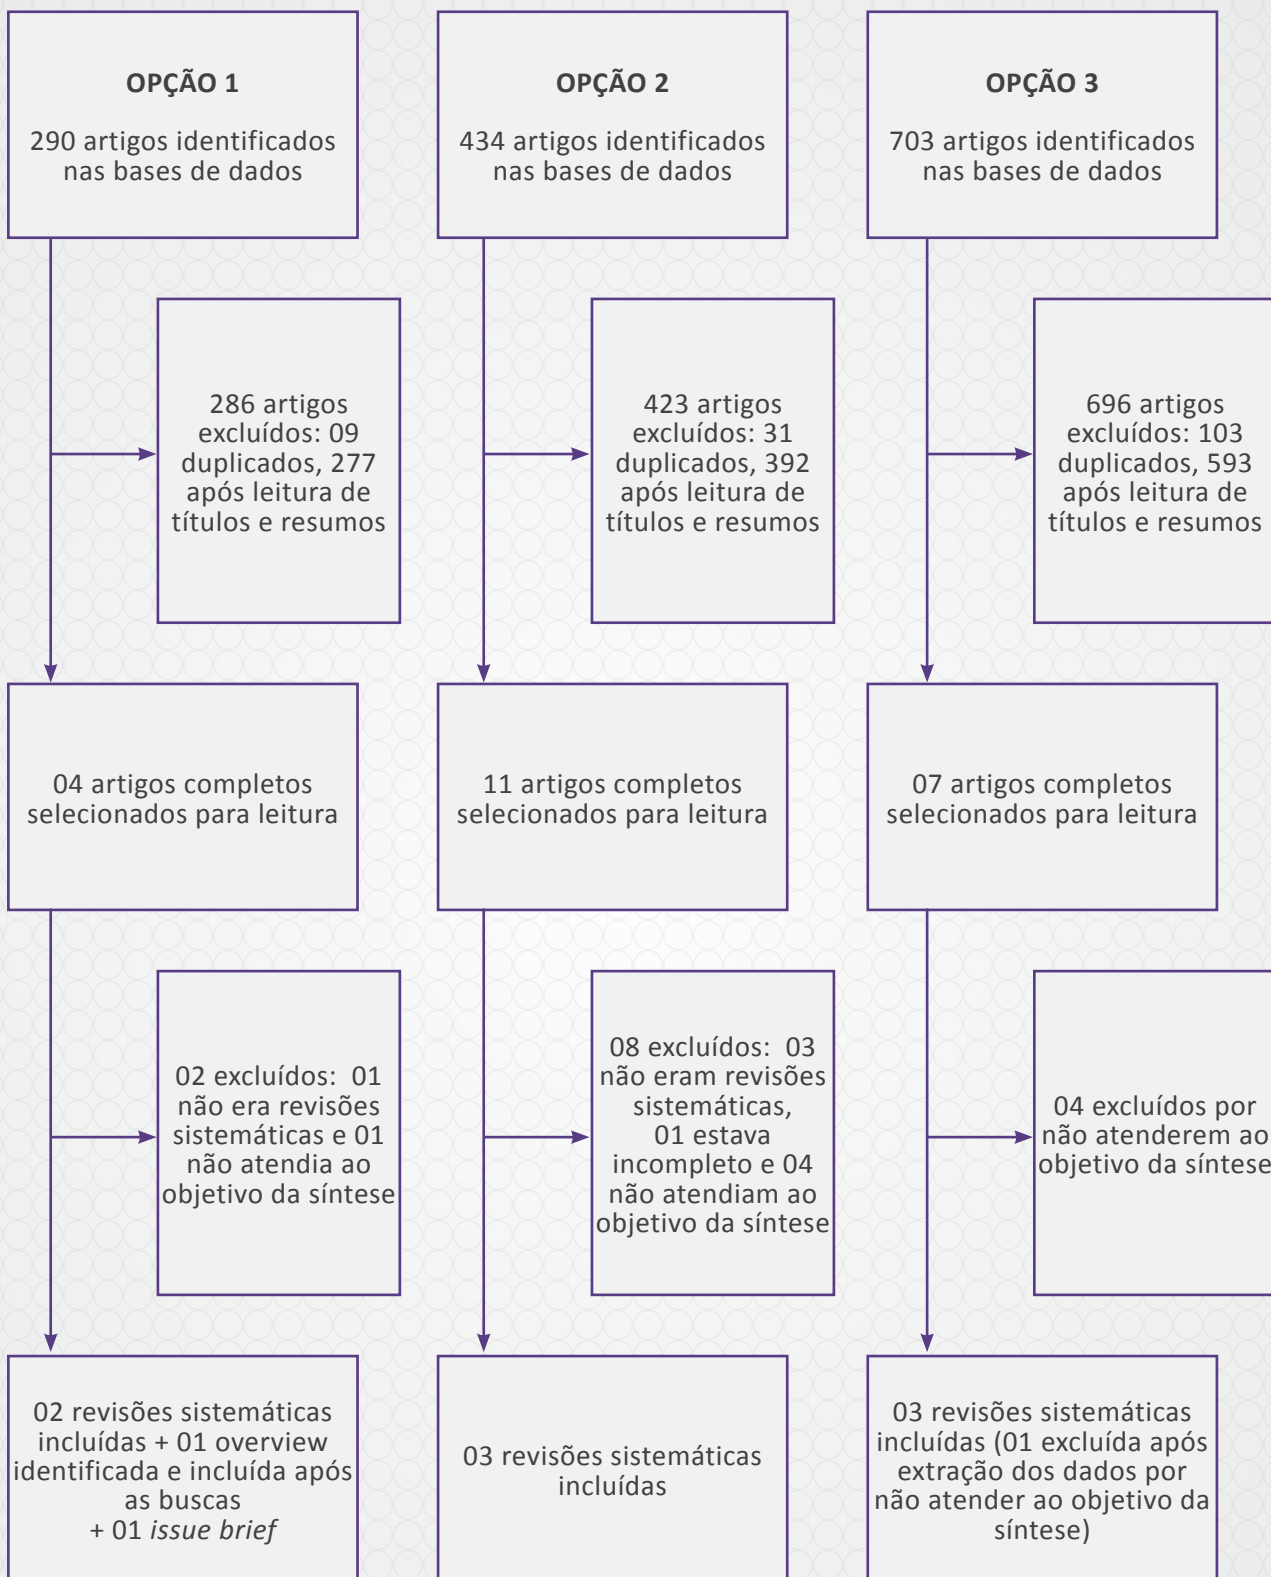 OPÇÃO 1
290 artigos identificados
nas bases de dados
286 artigos
excluídos: 09
duplicados, 277
após leitura de
títulos e resumos
04 artigos completos
selecionados para leitura
02 excluídos:  01
não era revisões
sistemáticas e 01
não atendia ao
objetivo da síntese
02 revisões sistemáticas
incluídas + 01 overview
identificada e incluída após
as buscas
+ 01 issue brief
OPÇÃO 2
434 artigos identificados
nas bases de dados
423 artigos
excluídos: 31
duplicados, 392
após leitura de
títulos e resumos
11 artigos completos
selecionados para leitura
08 excluídos:  03
não eram revisões
sistemáticas,
01 estava
incompleto e 04
não atendiam ao
objetivo da síntese
03 revisões sistemáticas
incluídas
OPÇÃO 3
703 artigos identificados
nas bases de dados
696 artigos
excluídos: 103
duplicados, 593
após leitura de
títulos e resumos
07 artigos completos
selecionados para leitura
04 excluídos por
não atenderem ao
objetivo da síntese
03 revisões sistemáticas
incluídas (01 excluída após
extração dos dados por
não atender ao objetivo da
síntese)